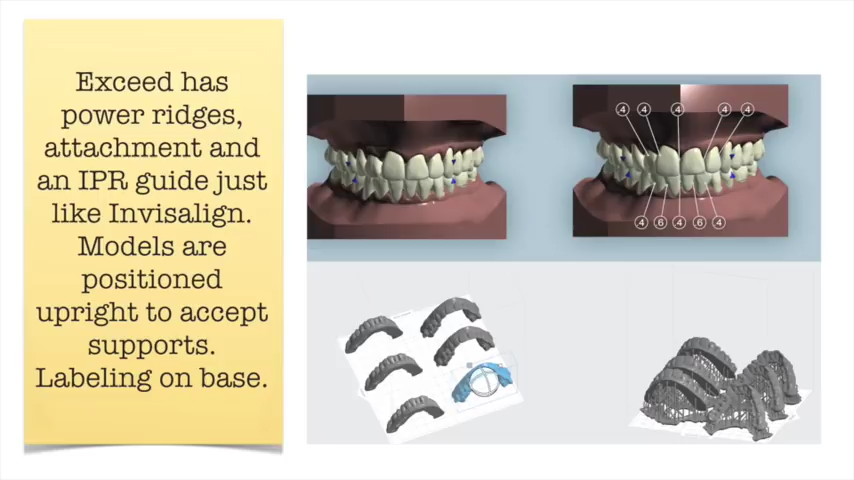 Exceed has
power ridges,
attachment and
an IPR guide just
like Invisalign.
Models are
positioned
upright to accept
supports.
Labeling on base.
4 4 4 4 4
4 6 4 6 4